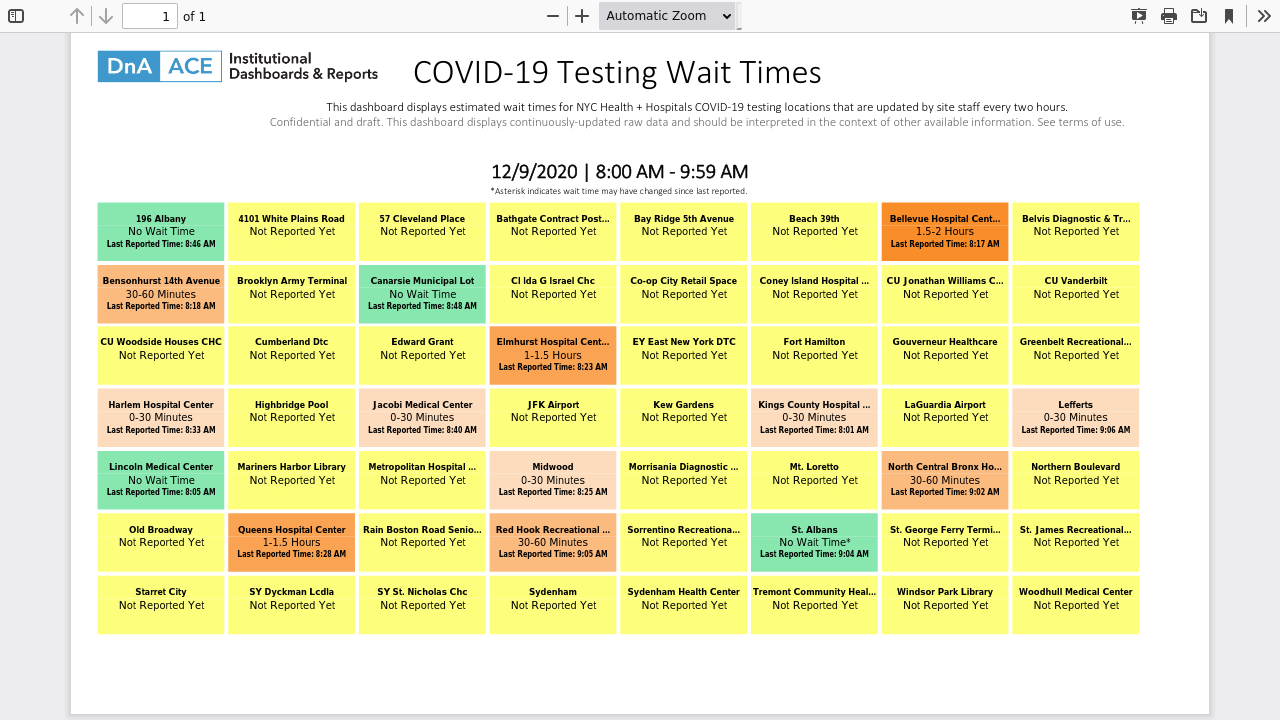 1 of 1
Automatic Zoom
DnA ACE Institutional
Dashboards & Reports
COVID-19 Testing Wait Times
This dashboard displays estimated wait times for NYC Health + Hospitals COVID-19 testing locations that are updated by site staff every two hours.
Confidential and draft. This dashboard displays continuously-updated raw data and should be interpreted in the context of other available information. See terms of use.
12/9/2020 | 8:00 AM - 9:59 AM
*Asterisk indicates wait time may have changed since last reported.
196 Albany
No Wait Time
Last Reported Time: 8:46 AM
4101 White Plains Road
Not Reported Yet
57 Cleveland Place
Not Reported Yet
Bathgate Contract Post...
Not Reported Yet
Bay Ridge 5th Avenue
Not Reported Yet
Beach 39th
Not Reported Yet
Bellevue Hospital Cent...
1.5-2 Hours
Last Reported Time: 8:17 AM
Belvis Diagnostic & Tr...
Not Reported Yet
Bensonhurst 14th Avenue
30-60 Minutes
Last Reported Time: 8:18 AM
Brooklyn Army Terminal
Not Reported Yet
Canarsie Municipal Lot
No Wait Time
Last Reported Time: 8:48 AM
CI Ida G Israel Chc
Not Reported Yet
Co-op City Retail Space
Not Reported Yet
Coney Island Hospital ...
Not Reported Yet
CU Jonathan Williams C...
Not Reported Yet
CU Vanderbilt
Not Reported Yet
CU Woodside Houses CHC
Not Reported Yet
Cumberland Dtc
Not Reported Yet
Edward Grant
Not Reported Yet
Elmhurst Hospital Cent...
1-1.5 Hours
Last Reported Time: 8:23 AM
EY East New York DTC
Not Reported Yet
Fort Hamilton
Not Reported Yet
Gouverneur Healthcare
Not Reported Yet
Greenbelt Recreational...
Not Reported Yet
Harlem Hospital Center
0-30 Minutes
Last Reported Time: 8:33 AM
Highbridge Pool
Not Reported Yet
Jacobi Medical Center
0-30 Minutes
Last Reported Time: 8:40 AM
JFK Airport
Not Reported Yet
Kew Gardens
Not Reported Yet
Kings County Hospital ...
0-30 Minutes
Last Reported Time: 8:01 AM
LaGuardia Airport
Not Reported Yet
Lefferts
0-30 Minutes
Last Reported Time: 9:06 AM
Lincoln Medical Center
No Wait Time
Last Reported Time: 8:05 AM
Mariners Harbor Library
Not Reported Yet
Metropolitan Hospital ...
Not Reported Yet
Midwood
0-30 Minutes
Last Reported Time: 8:25 AM
Morrisania Diagnostic ...
Not Reported Yet
Mt. Loretto
Not Reported Yet
North Central Bronx Ho...
30-60 Minutes
Last Reported Time: 9:02 AM
Northern Boulevard
Not Reported Yet
Old Broadway
Not Reported Yet
Queens Hospital Center
1-1.5 Hours
Last Reported Time: 8:28 AM
Rain Boston Road Senio...
Not Reported Yet
Red Hook Recreational ...
30-60 Minutes
Last Reported Time: 9:05 AM
Sorrentino Recreationa...
Not Reported Yet
St. Albans
No Wait Time*
Last Reported Time: 9:04 AM
St. George Ferry Termi...
Not Reported Yet
St. James Recreational...
Not Reported Yet
Starret City
Not Reported Yet
SY Dyckman Lcdla
Not Reported Yet
SY St. Nicholas Chc
Not Reported Yet
Sydenham
Not Reported Yet
Sydenham Health Center
Not Reported Yet
Tremont Community Heal...
Not Reported Yet
Windsor Park Library
Not Reported Yet
Woodhull Medical Center
Not Reported Yet